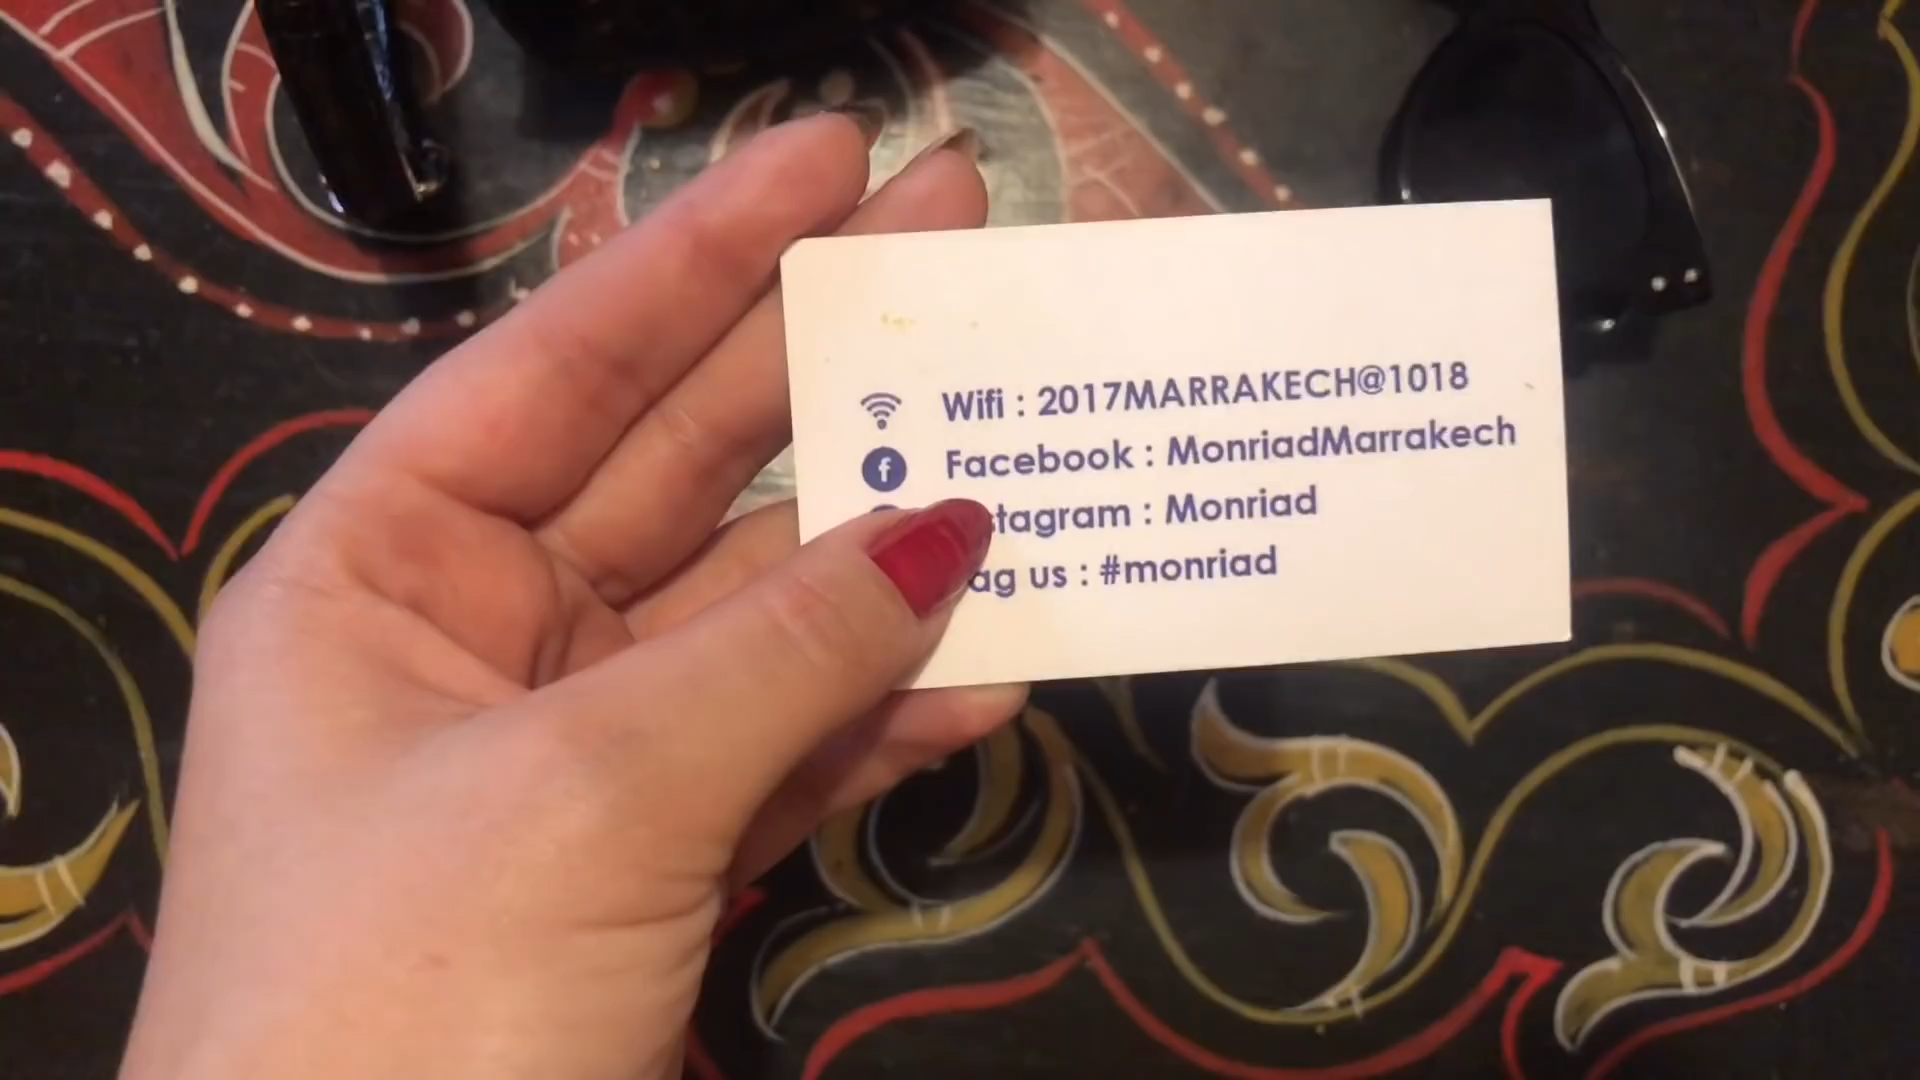 Wifi : 2017MARRAKECH@1018
Facebook : MonriadMarrakech
stagram : Monriad
ag us : #monriad